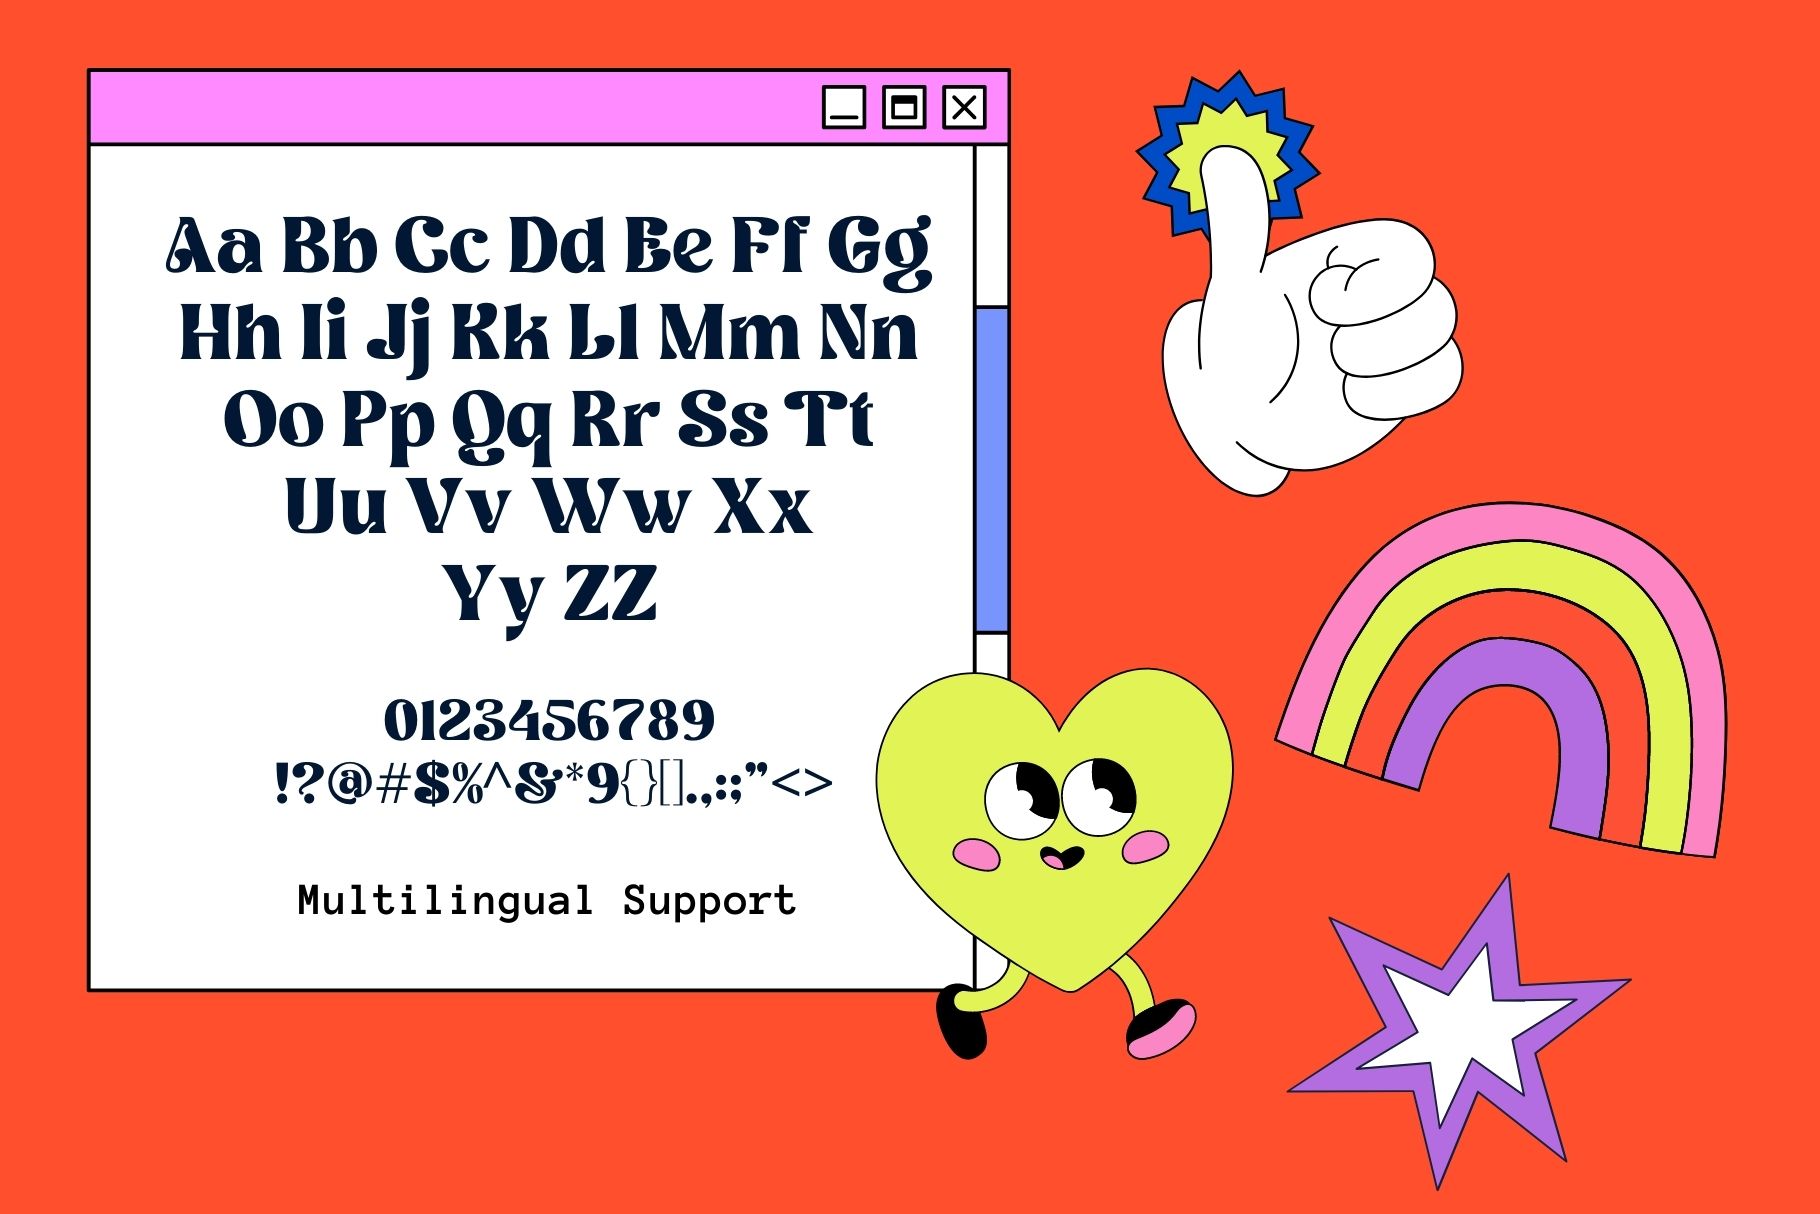 Aa Bb Cc Dd Ee Ff Gg
Hh Ii Jj Kk Ll Mm Nn
Oo Pp Qq Rr Ss Tt
Uu Vv Ww Xx
Yy ZZ
0123456789
!?@#$%^&*9{}[].,:;"<>
Multilingual Support